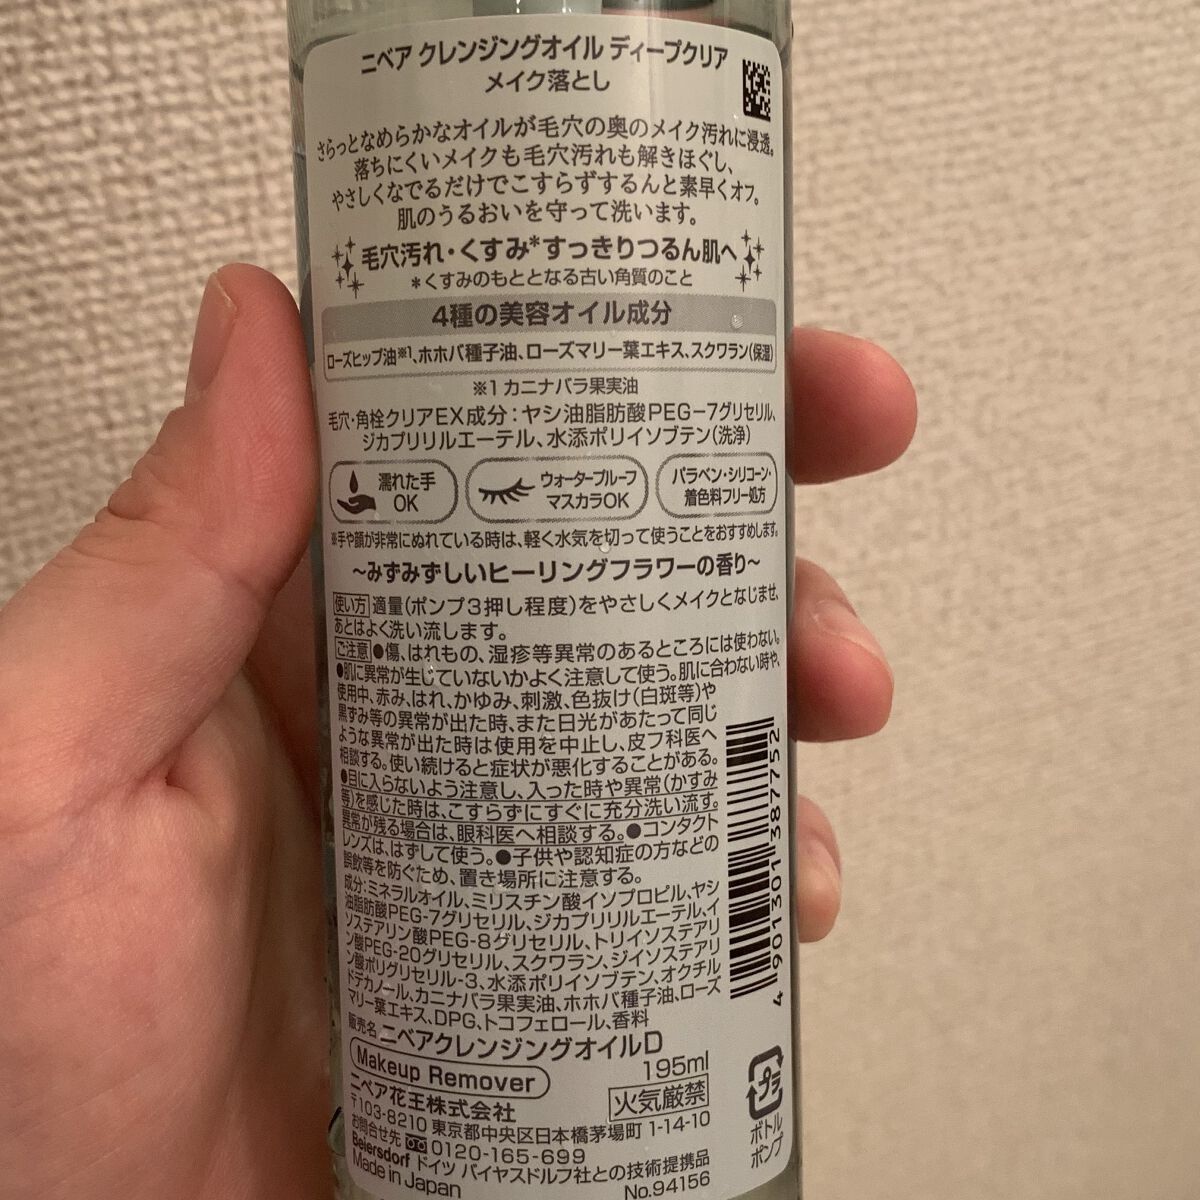 ニベア クレンジングオイル ディープクリア
メイク落とし
さらっとなめらかなオイルが毛穴の奥のメイク汚れに浸透。
落ちにくいメイクも毛穴汚れも解きほぐし、
やさしくなでるだけでこすらずするんと素早くオフ。
肌のうるおいを守って洗います。
毛穴汚れ・くすみ*すっきりつるん肌へ
*くすみのもととなる古い角質のこと
4種の美容オイル成分
ローズヒップ油※1、ホホバ種子油、ローズマリー葉エキス、スクワラン(保湿)
※1 カニナバラ果実油
毛穴・角栓クリアEX成分：ヤシ油脂肪酸PEG-7グリセリル、
ジカプリリルエーテル、水添ポリイソブテン(洗浄)
濡れた手
OK
ウォータープルーフ
マスカラOK
パラベン・シリコーン・
着色料フリー処方
※手や顔が非常にぬれている時は、軽く水気を切って使うことをおすすめします。
～みずみずしいヒーリングフラワーの香り～
使い方 適量(ポンプ3押し程度)をやさしくメイクとなじませ、
あとはよく洗い流します。
ご注意 ●傷、はれもの、湿疹等異常のあるところには使わない。
●肌に異常が生じていないかよく注意して使う。肌に合わない時や、
使用中、赤み、はれ、かゆみ、刺激、色抜け(白斑等)や
黒ずみ等の異常が出た時、また日光があたって同じ
ような異常が出た時は使用を中止し、皮フ科医へ
相談する。使い続けると症状が悪化することがある。
●目に入らないよう注意し、入った時や異常(かすみ
等)を感じた時は、こすらずにすぐに充分洗い流す。
異常が残る場合は、眼科医へ相談する。●コンタクト
レンズは、はずして使う。●子供や認知症の方などの
誤飲等を防ぐため、置き場所に注意する。
成分：ミネラルオイル、ミリスチン酸イソプロピル、ヤシ
油脂肪酸PEG-7グリセリル、ジカプリリルエーテル、イ
ソステアリン酸PEG-8グリセリル、トリイソステアリ
ン酸PEG-20グリセリル、スクワラン、ジイソステアリ
ン酸ポリグリセリル-3、水添ポリイソブテン、オクチル
ドデカノール、カニナバラ果実油、ホホバ種子油、ローズ
マリー葉エキス、DPG、トコフェロール、香料
販売名 ニベアクレンジングオイルD
Makeup Remover
195ml
ニベア花王株式会社
火気厳禁
〒103-8210 東京都中央区日本橋茅場町 1-14-10
お問合せ先 0120-165-699
Beiersdorf ドイツ バイヤスドルフ社との技術提携品
Made in Japan
No.94156
4 901301 387752
プラ
ボトル
ポンプ